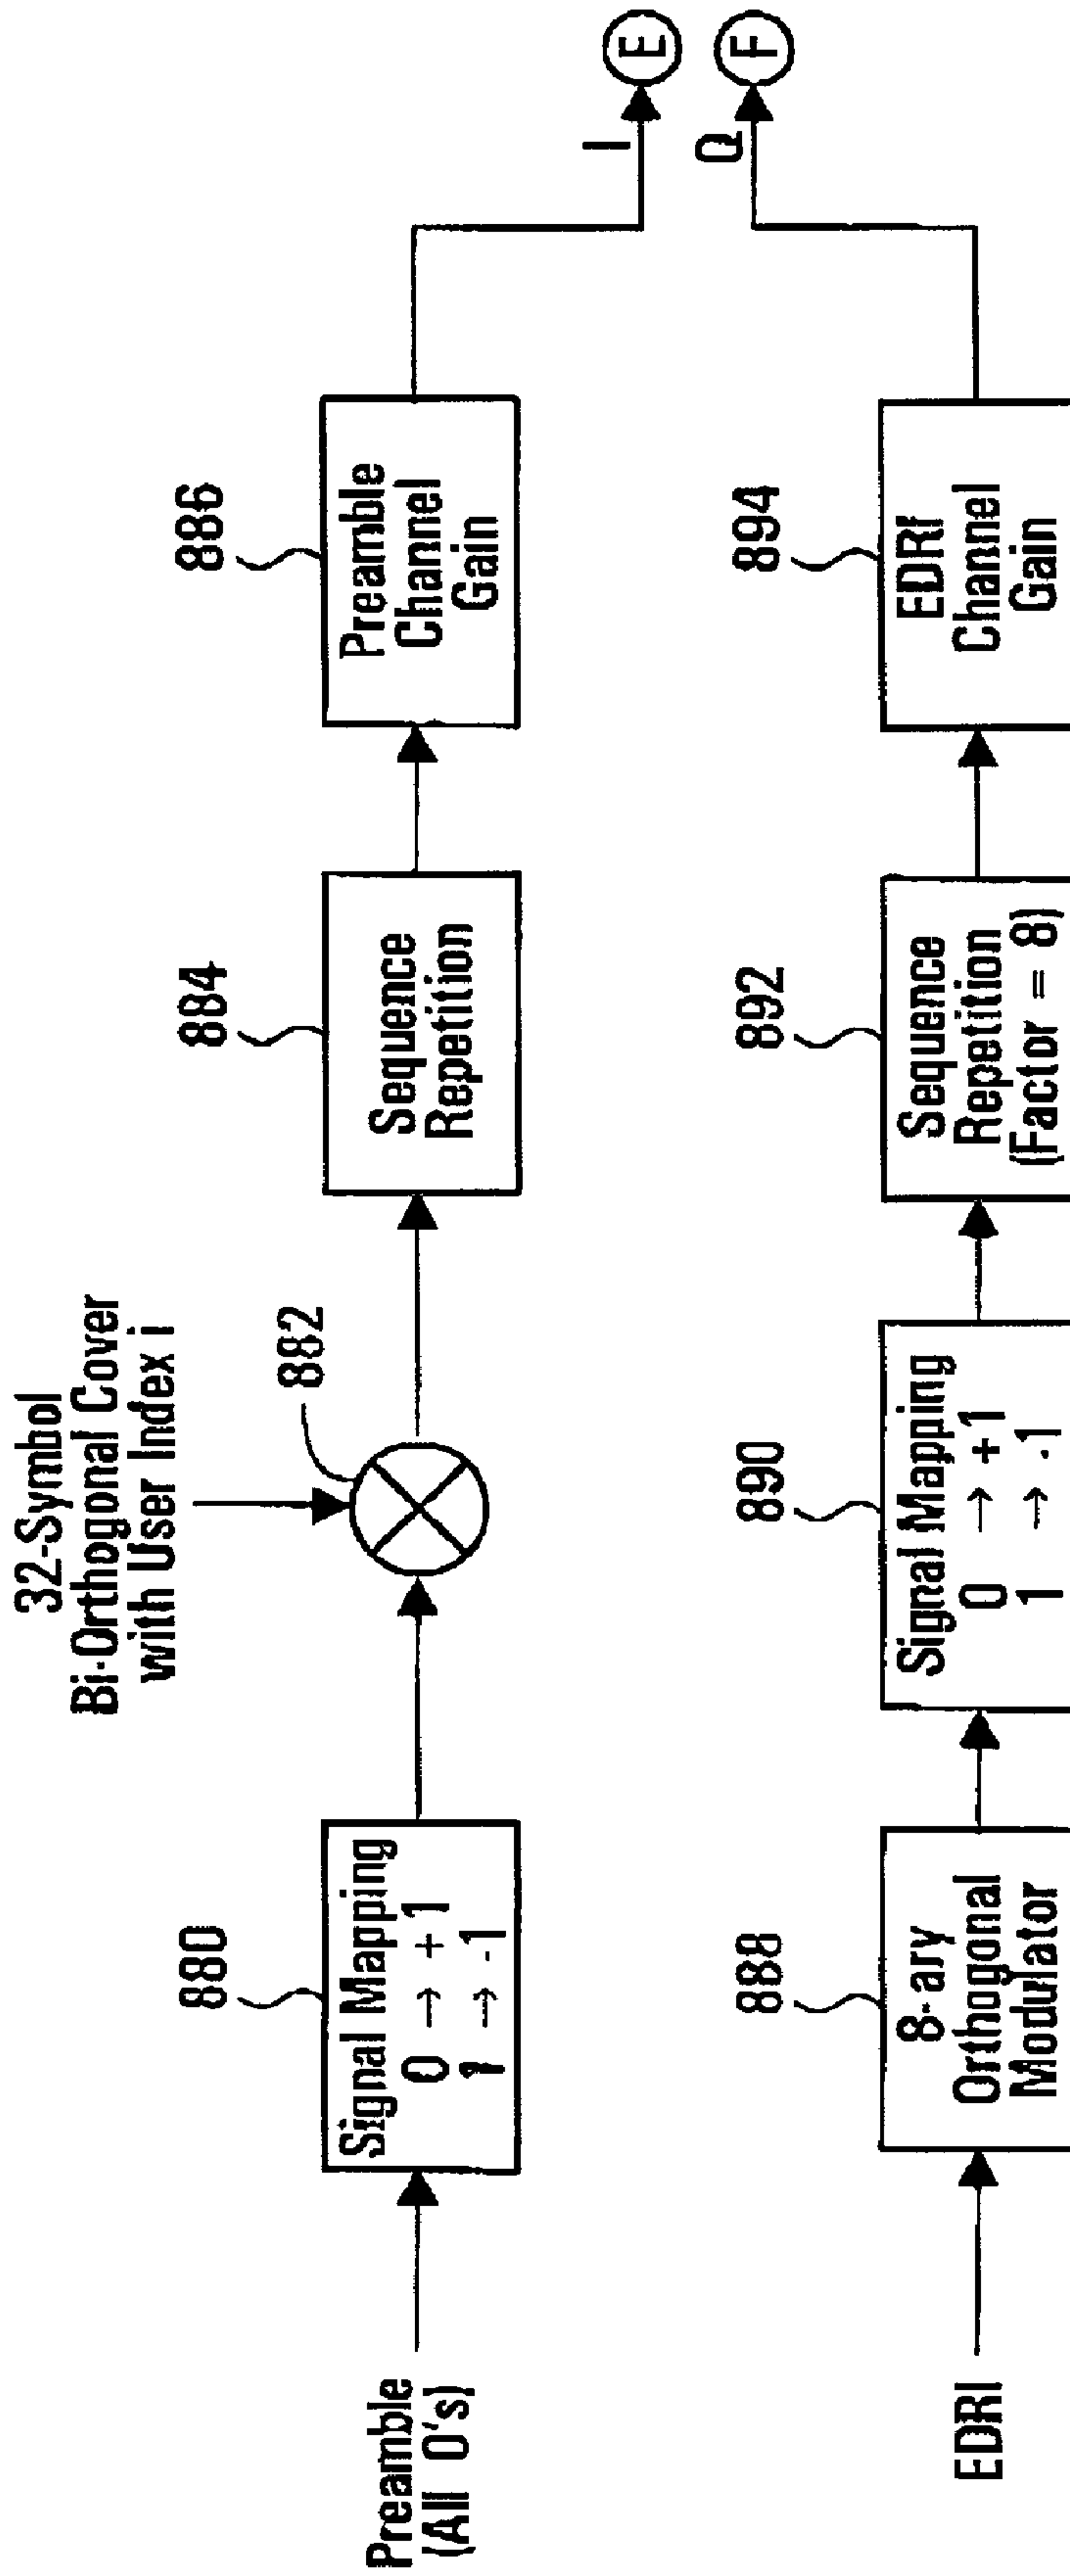 Preamble
(All 0's)
880
Signal Mapping
0 → +1
1 → -1
32-Symbol
Bi-Orthogonal Cover
with User Index i
882
884
Sequence
Repetition
886
Preamble
Channel
Gain
I
E
EDRI
888
8-ary
Orthogonal
Modulator
890
Signal Mapping
0 → +1
1 → -1
892
Sequence
Repetition
(Factor = 8)
894
EDRI
Channel
Gain
Q
F